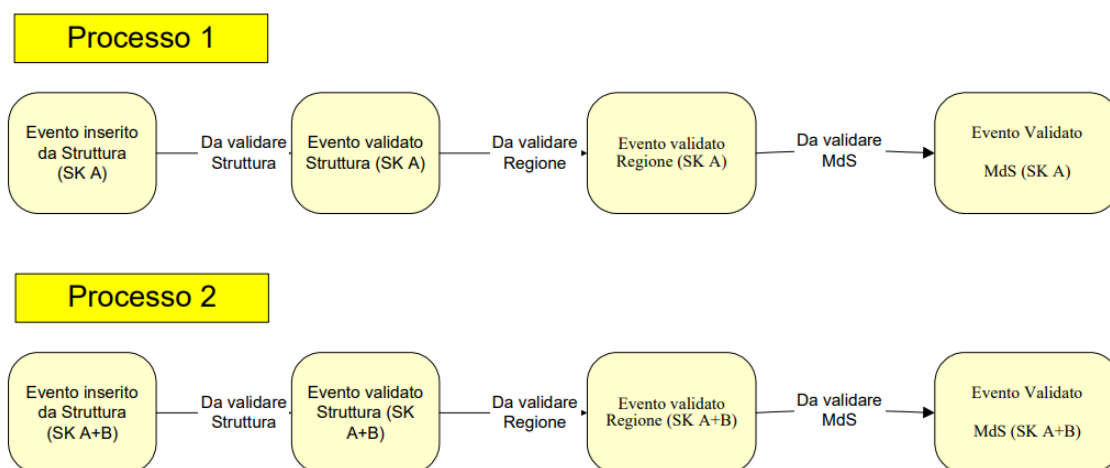 Processo 1
Evento inserito
da Struttura
(SK A)
Da validare
Struttura
Evento validato
Struttura (SK A)
Da validare
Regione
Evento validato
Regione (SK A)
Da validare
MdS
Evento Validato
MdS (SK A)
Processo 2
Evento inserito
da Struttura
(SK A+B)
Da validare
Struttura
Evento validato
Struttura (SK
A+B)
Da validare
Regione
Evento validato
Regione (SK A+B)
Da validare
MdS
Evento Validato
MdS (SK A+B)